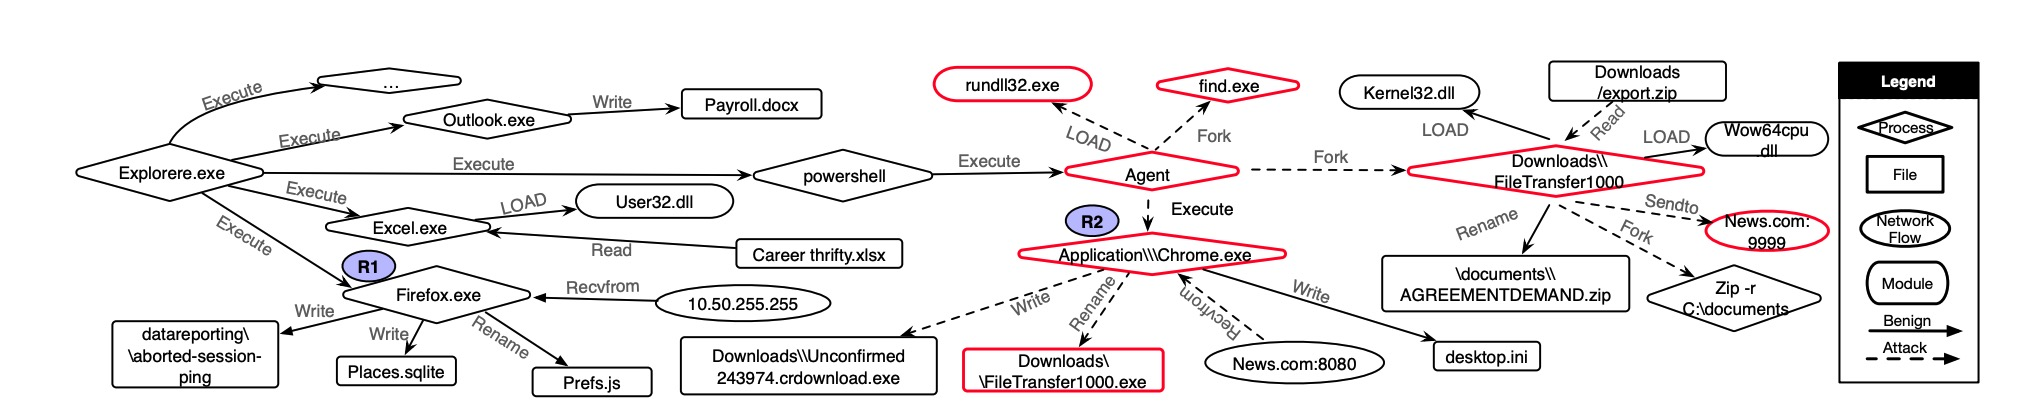 Execute
...
Execute
Outlook.exe
Write
Payroll.docx
Explorere.exe
Execute
powershell
Execute
Execute
Excel.exe
LOAD
User32.dll
Read
Career thrifty.xlsx
Execute
R1
Firefox.exe
Recvfrom
10.50.255.255
Write
datareporting\
\aborted-session-
ping
Write
Places.sqlite
Rename
Prefs.js
rundll32.exe
LOAD
find.exe
Fork
Agent
Fork
Execute
R2
Application\\\Chrome.exe
Write
Downloads\\Unconfirmed
243974.crdownload.exe
Rename
Downloads\
\FileTransfer1000.exe
Recvfrom
News.com:8080
Write
desktop.ini
Kernel32.dll
LOAD
Downloads
/export.zip
Read
LOAD
Wow64cpu
.dll
Downloads\\
FileTransfer1000
Sendto
News.com:
9999
Rename
\documents\\
AGREEMENTDEMAND.zip
Fork
Zip -r
C:\documents
Legend
Process
File
Network
Flow
Module
Benign
Attack